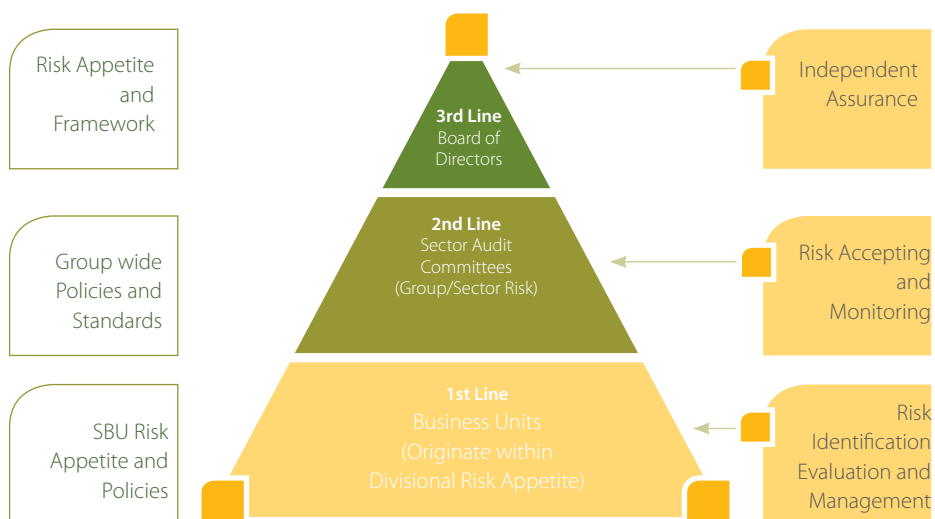 Risk Appetite
and
Framework
3rd Line
Board of
Directors
Independent
Assurance
Group wide
Policies and
Standards
2nd Line
Sector Audit
Committees
(Group/Sector Risk)
Risk Accepting
and
Monitoring
SBU Risk
Appetite and
Policies
1st Line
Business Units
(Originate within
Divisional Risk Appetite)
Risk
Identification
Evaluation and
Management